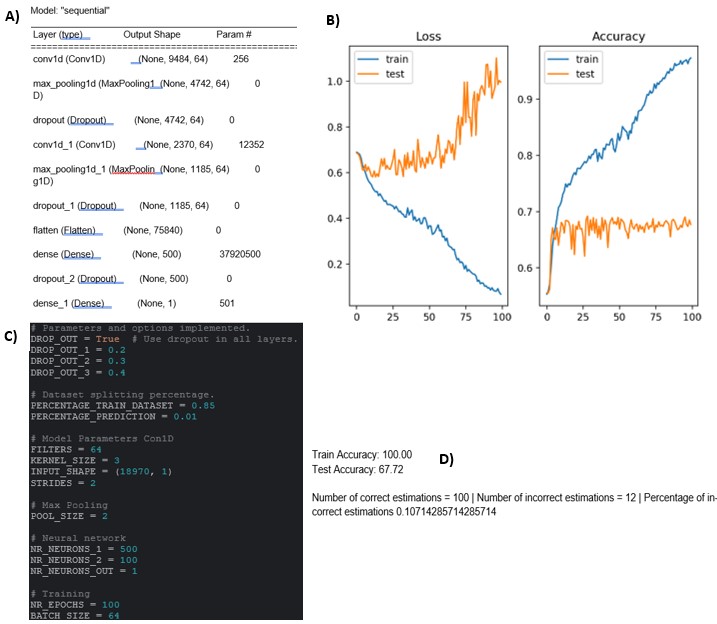 A)
Model: "sequential"
Layer (type) Output Shape Param #
==================================================
conv1d (Conv1D) (None, 9484, 64) 256
max_pooling1d (MaxPooling1 (None, 4742, 64) 0
D)
dropout (Dropout) (None, 4742, 64) 0
conv1d_1 (Conv1D) (None, 2370, 64) 12352
max_pooling1d_1 (MaxPoolin (None, 1185, 64) 0
g1D)
dropout_1 (Dropout) (None, 1185, 64) 0
flatten (Flatten) (None, 75840) 0
dense (Dense) (None, 500) 37920500
dropout_2 (Dropout) (None, 500) 0
dense_1 (Dense) (None, 1) 501
B)
Loss
train
test
1.0
0.8
0.6
0.4
0.2
0 25 50 75 100
Accuracy
train
test
0.9
0.8
0.7
0.6
0 25 50 75 100
C)
# Parameters and options implemented.
DROP_OUT = True # Use dropout in all layers.
DROP_OUT_1 = 0.2
DROP_OUT_2 = 0.3
DROP_OUT_3 = 0.4
# Dataset splitting percentage.
PERCENTAGE_TRAIN_DATASET = 0.85
PERCENTAGE_PREDICTION = 0.01
# Model Parameters Con1D
FILTERS = 64
KERNEL_SIZE = 3
INPUT_SHAPE = (18970, 1)
STRIDES = 2
# Max Pooling
POOL_SIZE = 2
# Neural network
NR_NEURONS_1 = 500
NR_NEURONS_2 = 100
NR_NEURONS_OUT = 1
# Training
NR_EPOCHS = 100
BATCH_SIZE = 64
D)
Train Accuracy: 100.00
Test Accuracy: 67.72
Number of correct estimations = 100 | Number of incorrect estimations = 12 | Percentage of in-
correct estimations 0.10714285714285714